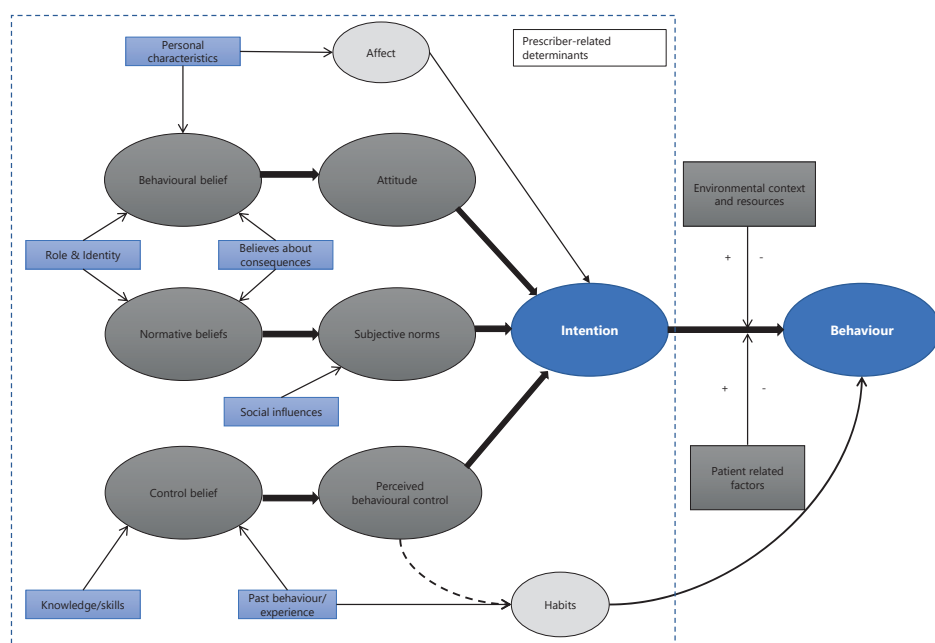 Personal
characteristics
Affect
Prescriber-related
determinants
Behavioural belief
Attitude
Environmental context
and resources
Role & Identity
Believes about
consequences
+ -
Normative beliefs
Subjective norms
Intention
Behaviour
Social influences
+ -
Control belief
Perceived
behavioural control
Patient related
factors
Knowledge/skills
Past behaviour/
experience
Habits